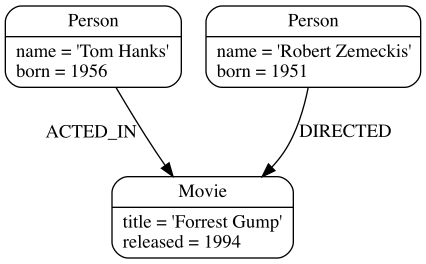 Person
name = 'Tom Hanks'
born = 1956
Person
name = 'Robert Zemeckis'
born = 1951
ACTED_IN
DIRECTED
Movie
title = 'Forrest Gump'
released = 1994